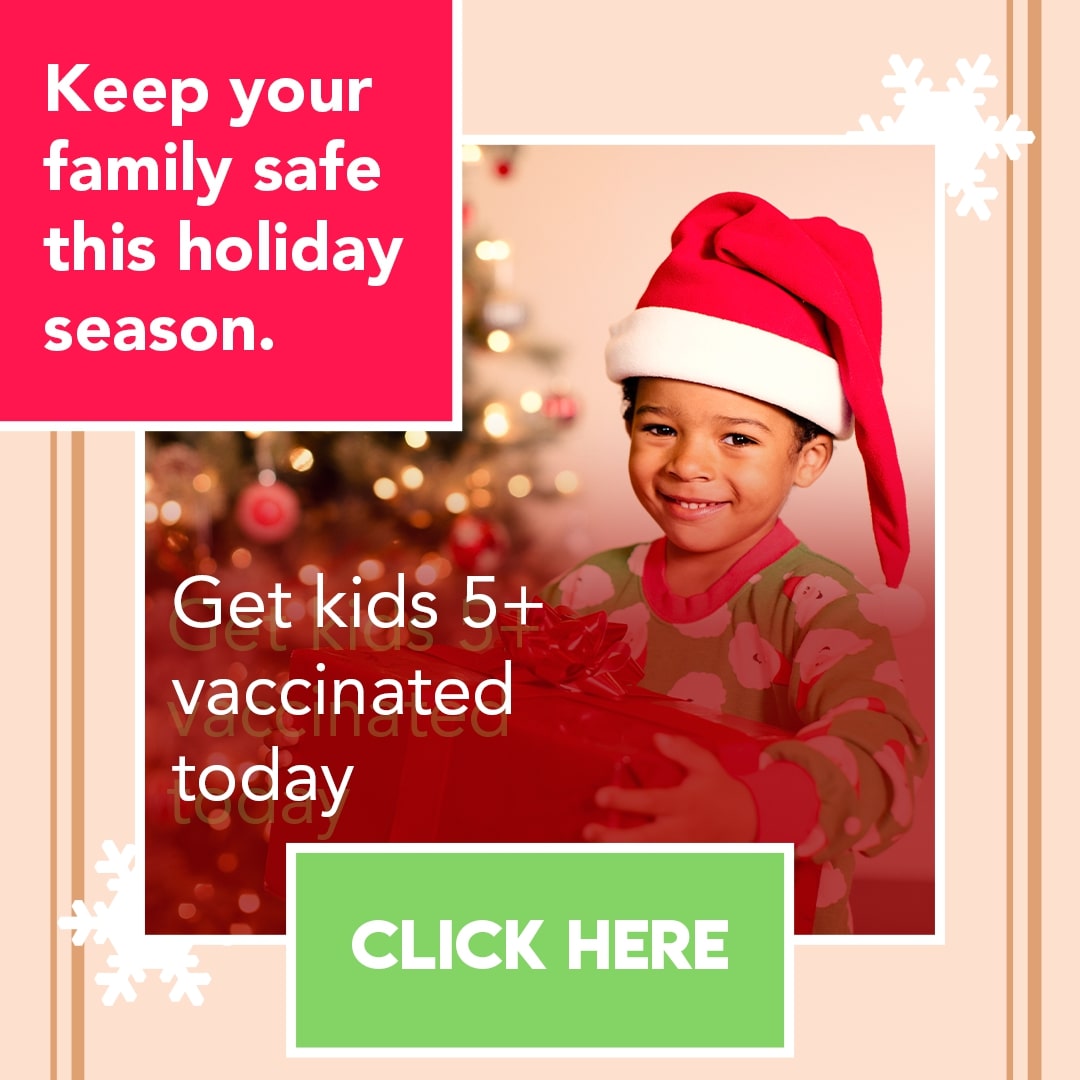 Keep your
family safe
this holiday
season.
Get kids 5+
vaccinated
today
CLICK HERE